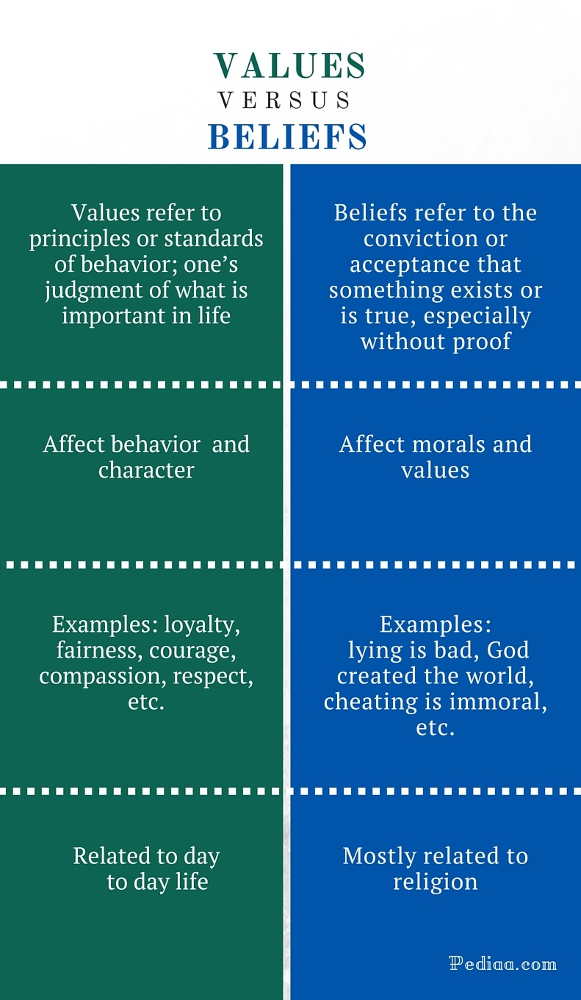 VALUES
VERSUS
BELIEFS
Values refer to
principles or standards
of behavior; one’s
judgment of what is
important in life
Beliefs refer to the
conviction or
acceptance that
something exists or
is true, especially
without proof
Affect behavior  and
character
Affect morals and
values
Examples: loyalty,
fairness, courage,
compassion, respect,
etc.
Examples:
lying is bad, God
created the world,
cheating is immoral,
etc.
Related to day
to day life
Mostly related to
religion
Pediaa.com